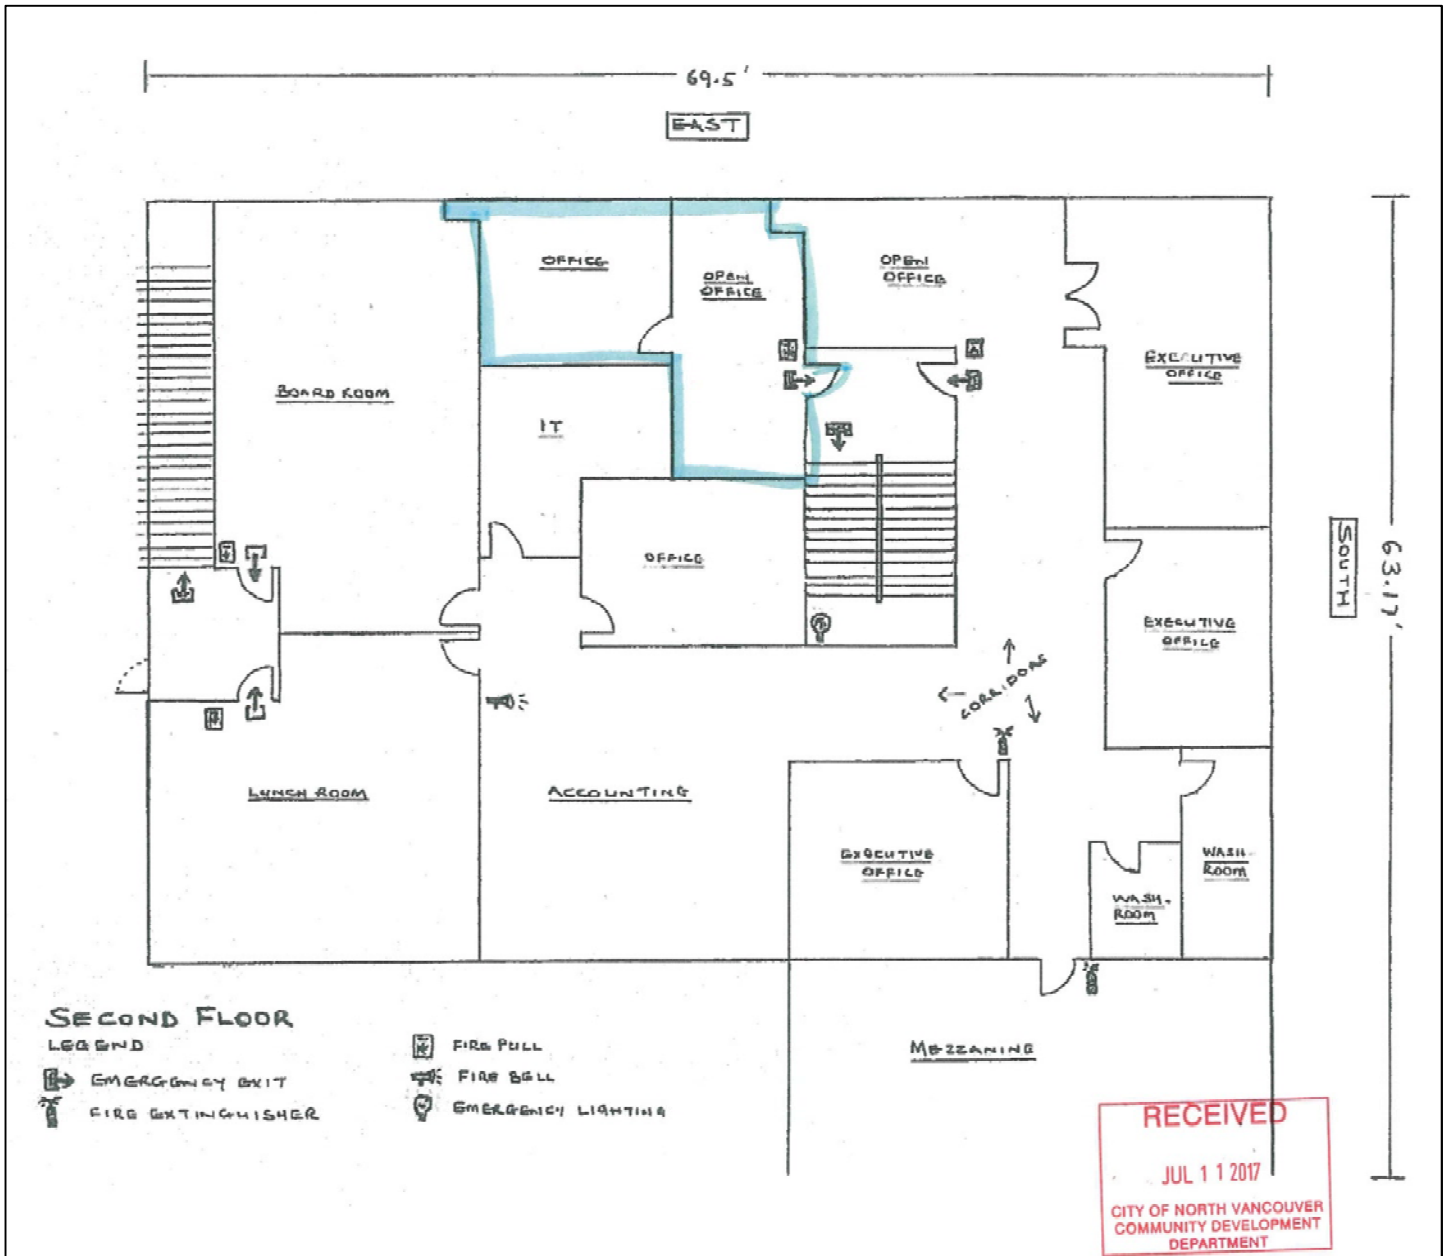 69.5'
EAST
OFFICE
OPEN
OFFICE
OPEN
OFFICE
EXECUTIVE
OFFICE
BOARD ROOM
IT
OFFICE
SOUTH
63.17'
EXECUTIVE
OFFICE
CORRIDORS
LUNCH ROOM
ACCOUNTING
EXECUTIVE
OFFICE
WASH-
ROOM
WASH-
ROOM
SECOND FLOOR
LEGEND
EMERGENCY EXIT
FIRE EXTINGUISHER
FIRE PULL
FIRE BELL
EMERGENCY LIGHTING
MEZZANINE
RECEIVED
JUL 11 2017
CITY OF NORTH VANCOUVER
COMMUNITY DEVELOPMENT
DEPARTMENT